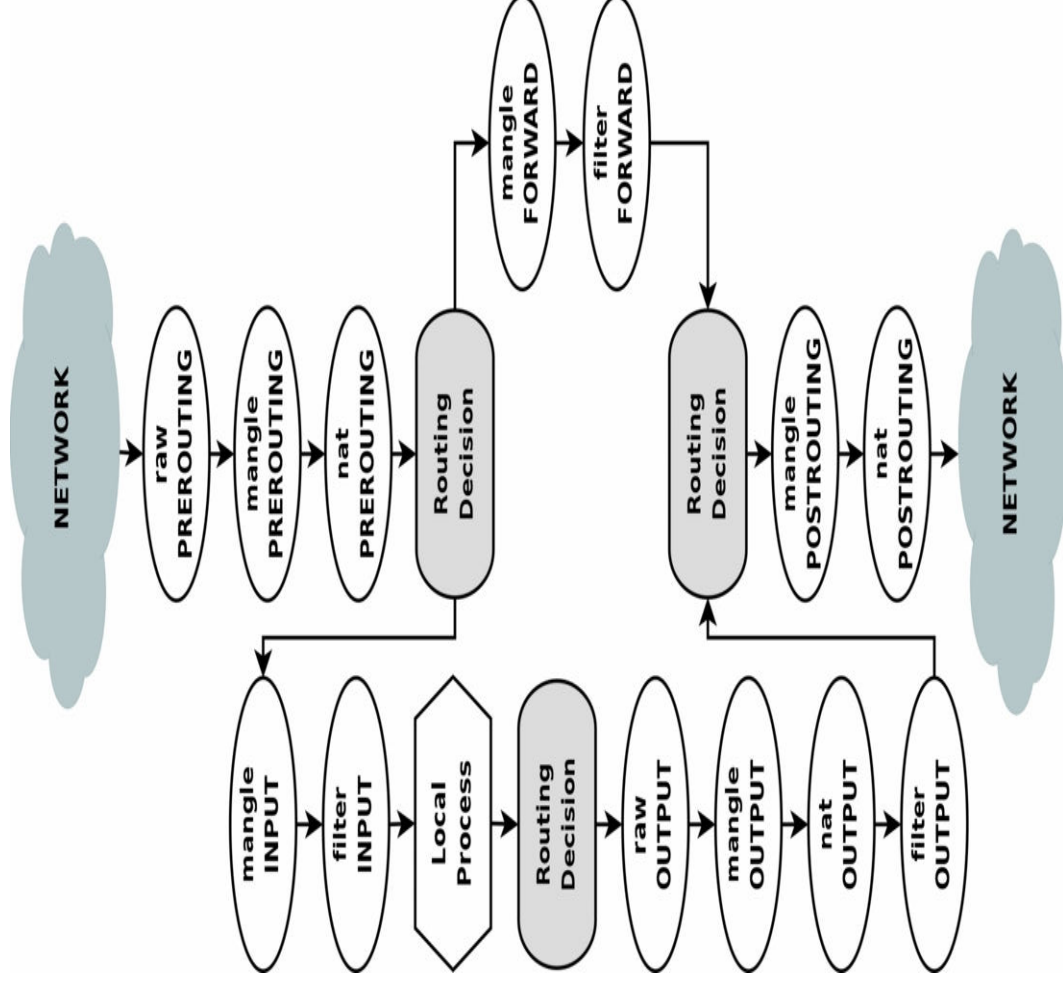 NETWORK
raw
PREROUTING
mangle
PREROUTING
nat
PREROUTING
Routing
Decision
mangle
FORWARD
filter
FORWARD
mangle
INPUT
filter
INPUT
Local
Process
Routing
Decision
raw
OUTPUT
mangle
OUTPUT
nat
OUTPUT
filter
OUTPUT
Routing
Decision
mangle
POSTROUTING
nat
POSTROUTING
NETWORK